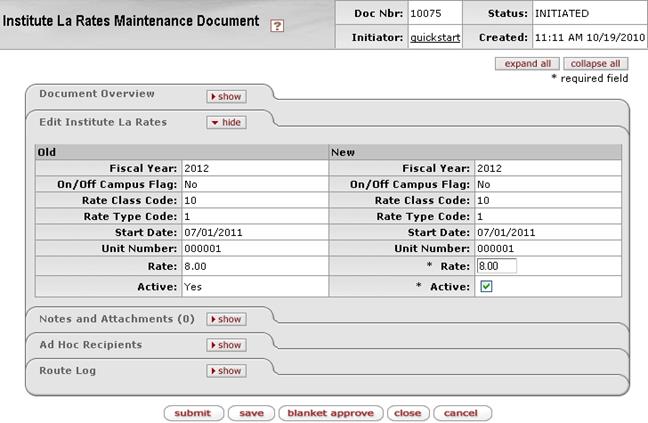 Institute La Rates Maintenance Document ?
Doc Nbr: 10075 Status: INITIATED
Initiator: quickstart Created: 11:11 AM 10/19/2010
expand all collapse all
* required field
Document Overview show
Edit Institute La Rates hide
Old New
Fiscal Year: 2012 Fiscal Year: 2012
On/Off Campus Flag: No On/Off Campus Flag: No
Rate Class Code: 10 Rate Class Code: 10
Rate Type Code: 1 Rate Type Code: 1
Start Date: 07/01/2011 Start Date: 07/01/2011
Unit Number: 000001 Unit Number: 000001
Rate: 8.00 * Rate: 8.00
Active: Yes * Active:
Notes and Attachments (0) show
Ad Hoc Recipients show
Route Log show
submit save blanket approve close cancel